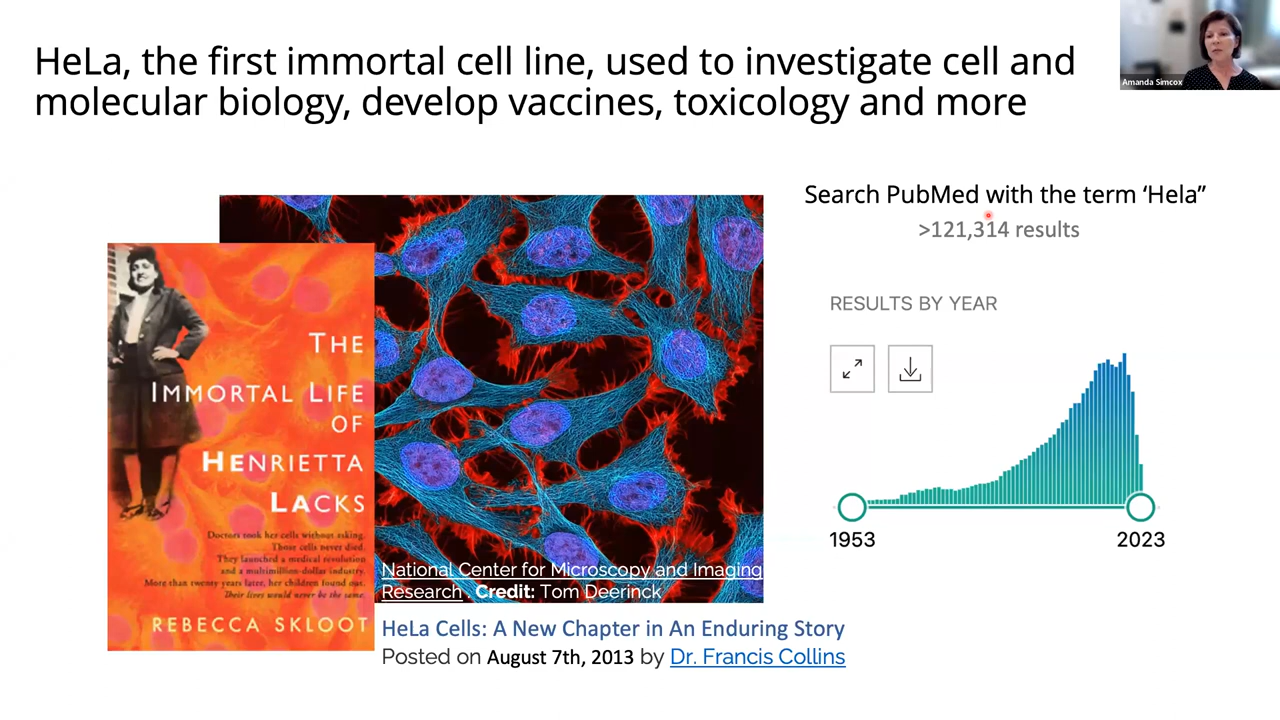 HeLa, the first immortal cell line, used to investigate cell and
molecular biology, develop vaccines, toxicology and more
Amanda Simcox
Search PubMed with the term ‘Hela”
>121,314 results
RESULTS BY YEAR
1953
2023
THE
IMMORTAL LIFE
OF
HENRIETTA
LACKS
Doctors took her cells without asking.
Those cells never died.
They launched a medical revolution
and a multimillion-dollar industry.
More than twenty years later, her children found out.
Their lives would never be the same.
REBECCA SKLOOT
National Center for Microscopy and Imaging
Research . Credit: Tom Deerinck
HeLa Cells: A New Chapter in An Enduring Story
Posted on August 7th, 2013 by Dr. Francis Collins